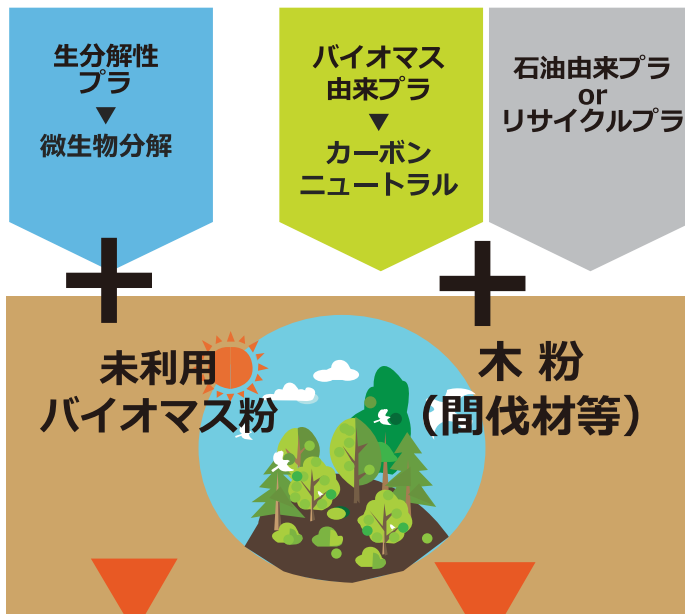 生分解性
プラ
▼
微生物分解
バイオマス
由来プラ
▼
カーボン
ニュートラル
石油由来プラ
or
リサイクルプラ
+
+
未利用
バイオマス粉
木 粉
（間伐材等）